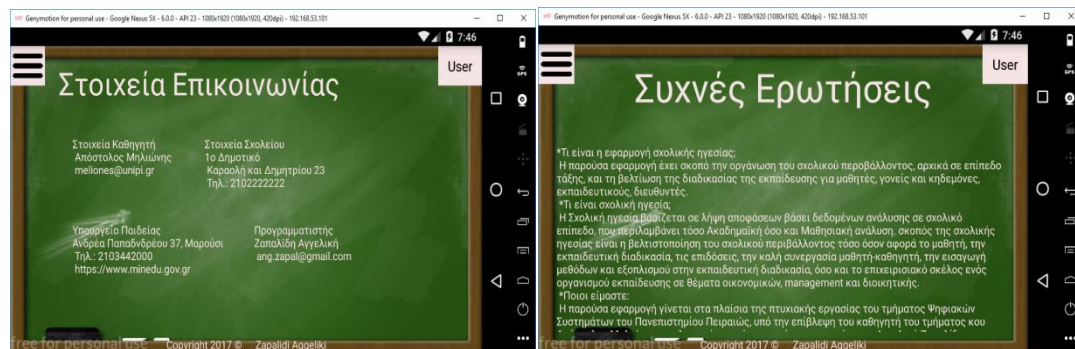 Genymotion for personal use - Google Nexus 5X - 6.0.0 - API 23 - 1080x1920 (1080x1920, 420dpi) - 192.168.53.101
7:46
User
Στοιχεία Επικοινωνίας
Στοιχεία Καθηγητή
Απόστολος Μηλιώνης
meliones@unipi.gr
Στοιχεία Σχολείου
1ο Δημοτικό
Καραολή και Δημητρίου 23
Τηλ.: 2102222222
Υπουργείο Παιδείας
Ανδρέα Παπαδνδρέου 37, Μαρούσι
Τηλ.: 2103442000
https://www.minedu.gov.gr
Προγραμματιστής
Ζαπαλίδη Αγγελική
ang.zapal@gmail.com
free for personal use
Copyright 2017 © Zapalidi Aggeliki
GPS
Genymotion for personal use - Google Nexus 5X - 6.0.0 - API 23 - 1080x1920 (1080x1920, 420dpi) - 192.168.53.101
7:46
User
Συχνές Ερωτήσεις
*Τι είναι η εφαρμογή σχολικής ηγεσίας;
Η παρούσα εφαρμογή έχει σκοπό την οργάνωση του σχολικού περοβάλλοντος, αρχικά σε επίπεδο
τάξης, και τη βελτίωση της διαδικασίας της εκπαίδευσης για μαθητές, γονείς και κηδεμόνες,
εκπαιδευτικούς, διευθυντές.
*Τι είναι σχολική ηγεσία;
Η Σχολική ηγεσία βασίζεται σε λήψη αποφάσεων βάσει δεδομένων ανάλυσης σε σχολικό
επίπεδο, που περιλαμβάνει τόσο Ακαδημαϊκή όσο και Μαθησιακή ανάλυση. σκοπός της σχολικής
ηγεσίας είναι η βελτιστοποίηση του σχολικού περιβάλλοντος τόσο όσον αφορά το μαθητή, την
εκπαιδευτική διαδικασία, τις επιδόσεις, την καλή συνεργασία μαθητή-καθηγητή, την εισαγωγή
μεθόδων και εξοπλισμού στην εκπαιδευτική διαδικασία, όσο και το επιχειρισιακό σκέλος ενός
οργανισμού εκπαίδευσης σε θέματα οικονομικών, management και διοικητικής.
*Ποιοι είμαστε:
Η παρούσα εφαρμογή γίνεται στα πλαίσια της πτυχιακής εργασίας του τμήματος Ψηφιακών
Συστημάτων του Πανεπιστημίου Πειραιώς, υπό την επίβλεψη του καθηγητή του τμήματος κου
free for personal use
Copyright 2017 © Zapalidi Aggeliki
GPS